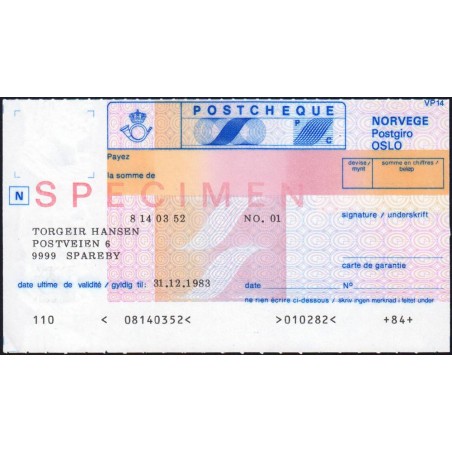 VP14
POSTCHEQUE
P C
NORVEGE
Postgiro
OSLO
Payez
la somme de
devise/
mynt
somme en chiffres/
beløp
N
SPECIMEN
8 14 03 52 NO. 01
TORGEIR HANSEN
POSTVEIEN 6
9999 SPAREBY
signature / underskrift
carte de garantie
date ultime de validité/ gyldig til: 31.12.1983
date N°
ne rien écrire ci-dessous / skriv ingen merknad i feltet under
110 < 08140352< >010282< +84+